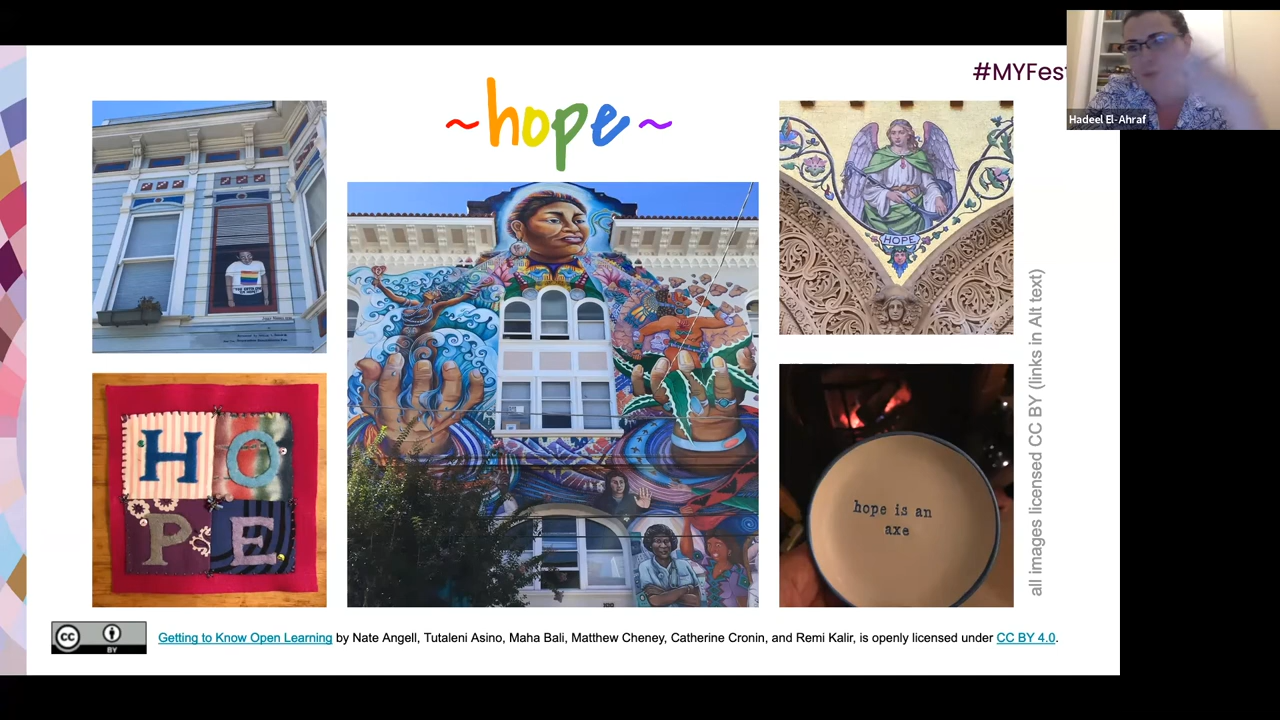 #MYFest
Hadeel El-Ahraf
~hope~
HOPE
H O
P E
hope is an
axe
all images licensed CC BY (links in Alt text)
cc BY
Getting to Know Open Learning by Nate Angell, Tutaleni Asino, Maha Bali, Matthew Cheney, Catherine Cronin, and Remi Kalir, is openly licensed under CC BY 4.0.